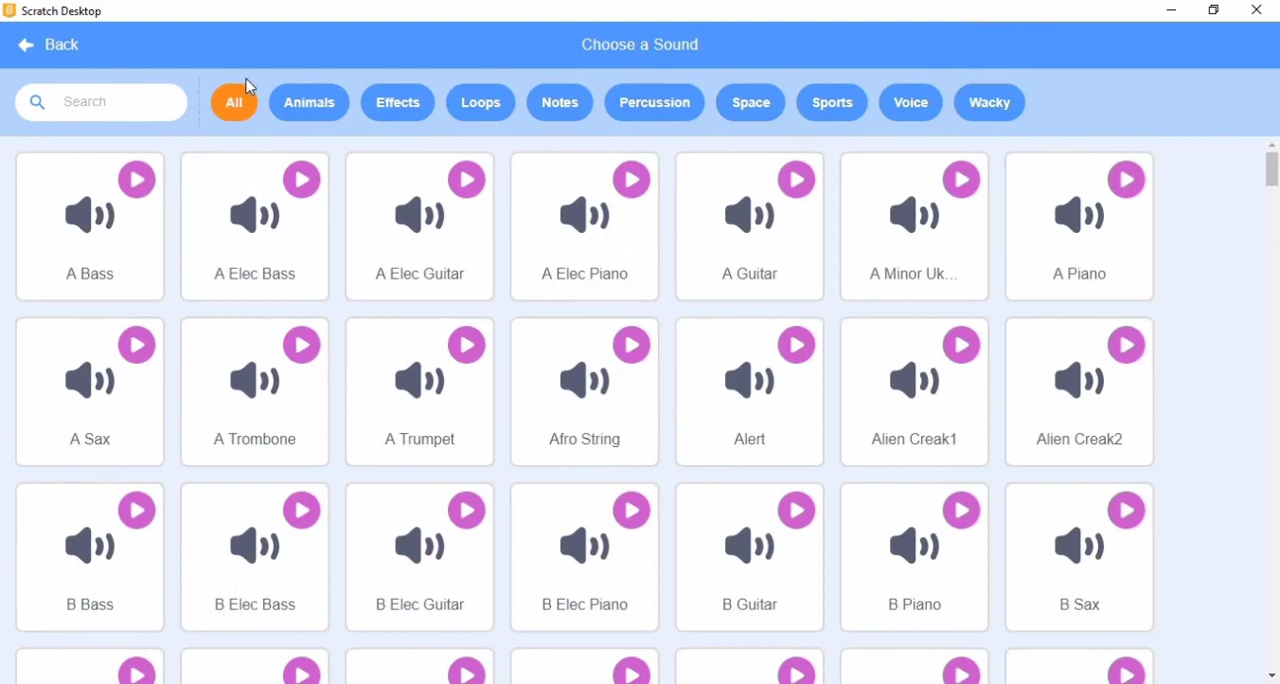 Scratch Desktop
Back
Choose a Sound
Search
All Animals Effects Loops Notes Percussion Space Sports Voice Wacky
A Bass A Elec Bass A Elec Guitar A Elec Piano A Guitar A Minor Uk... A Piano
A Sax A Trombone A Trumpet Afro String Alert Alien Creak1 Alien Creak2
B Bass B Elec Bass B Elec Guitar B Elec Piano B Guitar B Piano B Sax